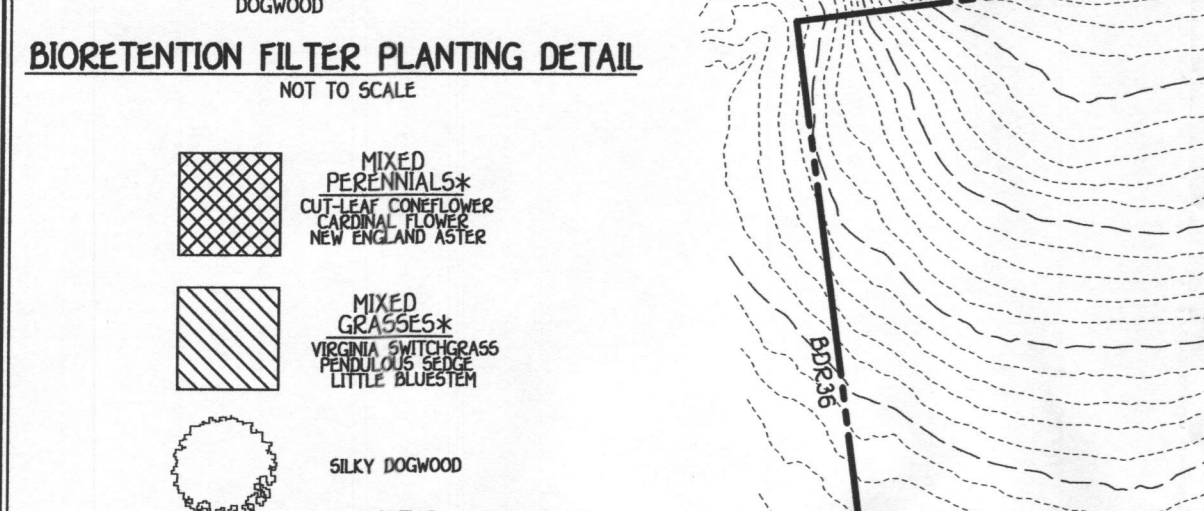 DOGWOOD
BIORETENTION FILTER PLANTING DETAIL
NOT TO SCALE
MIXED
PERENNIALS*
CUT-LEAF CONEFLOWER
CARDINAL FLOWER
NEW ENGLAND ASTER
MIXED
GRASSES*
VIRGINIA SWITCHGRASS
PENDULOUS SEDGE
LITTLE BLUESTEM
SILKY DOGWOOD
BDR36